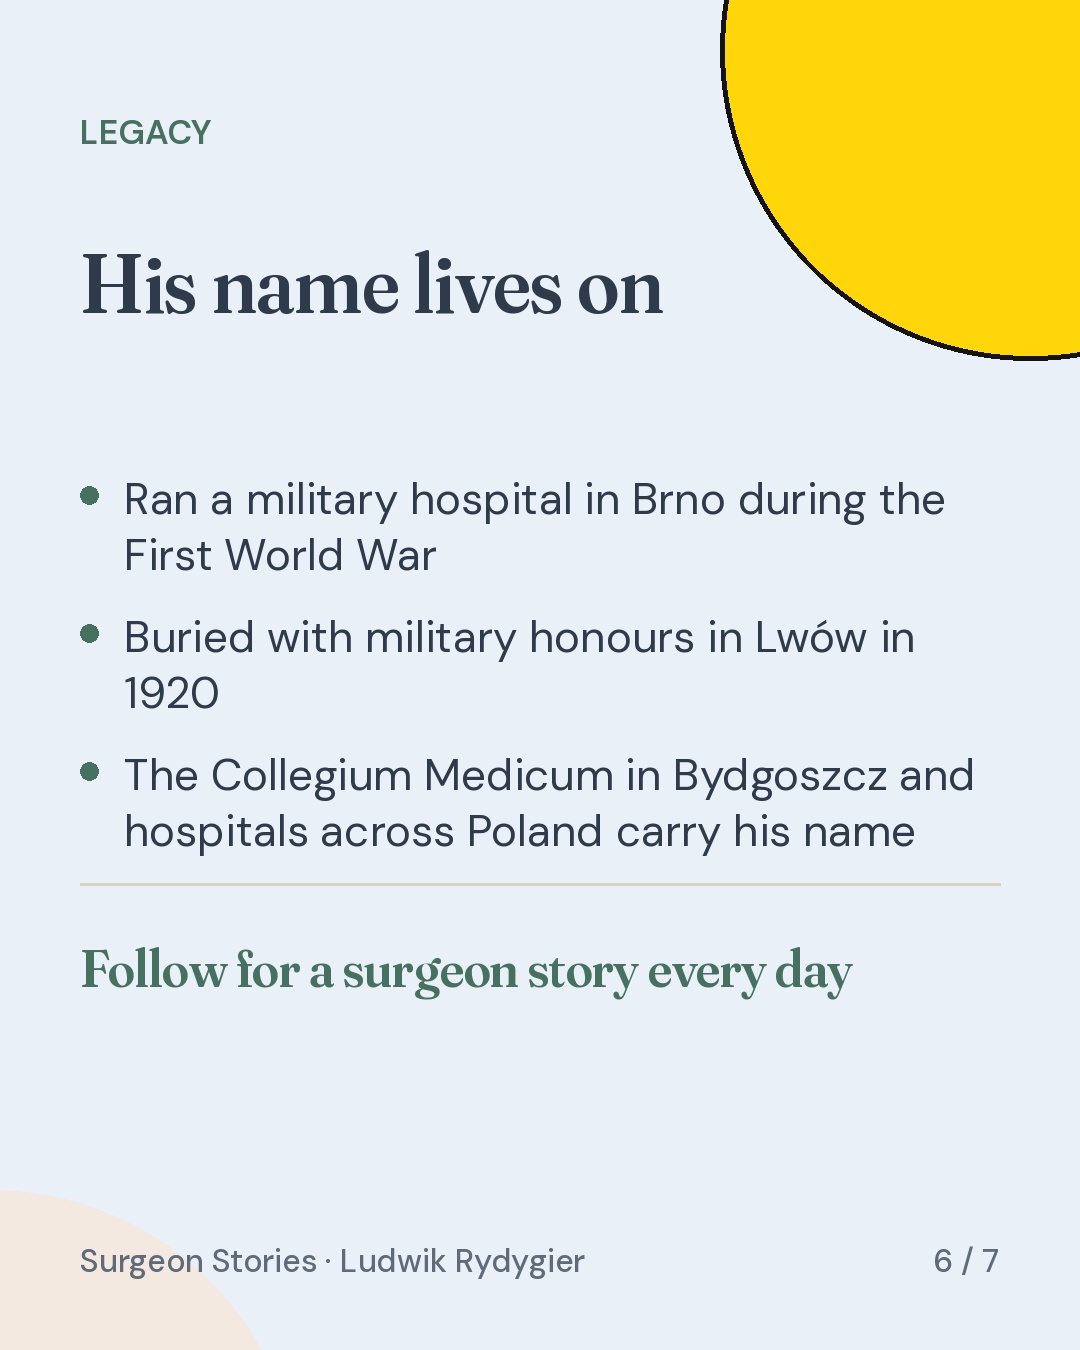 LEGACY
His name lives on
Ran a military hospital in Brno during the
First World War
Buried with military honours in Lwów in
1920
The Collegium Medicum in Bydgoszcz and
hospitals across Poland carry his name
Follow for a surgeon story every day
Surgeon Stories · Ludwik Rydygier
6 / 7